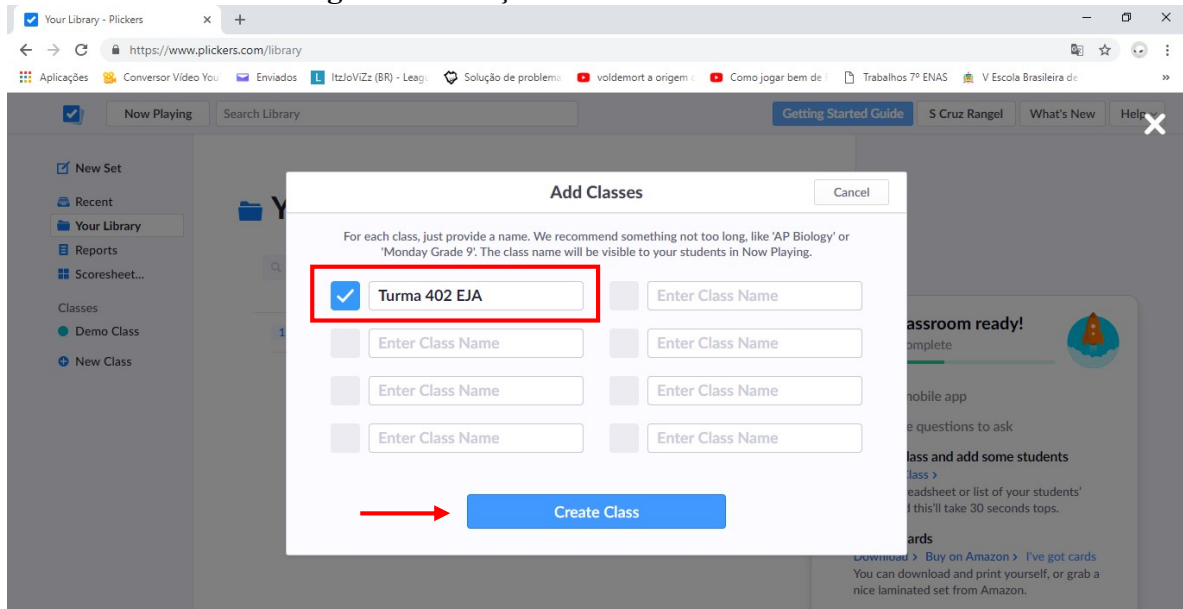 Your Library - Plickers
https://www.plickers.com/library
Aplicações Conversor Vídeo You Enviados ItzJoViZz (BR) - Leag Solução de problema voldemort a origem Como jogar bem de Trabalhos 7º ENAS V Escola Brasileira de
Now Playing Search Library Getting Started Guide S Cruz Rangel What's New Help
New Set
Recent
Your Library
Reports
Scoresheet...
Classes
Demo Class
New Class
Y
1
Add Classes Cancel
For each class, just provide a name. We recommend something not too long, like 'AP Biology' or
'Monday Grade 9'. The class name will be visible to your students in Now Playing.
Turma 402 EJA Enter Class Name
Enter Class Name Enter Class Name
Enter Class Name Enter Class Name
Enter Class Name Enter Class Name
Create Class
assroom ready!
omplete
mobile app
e questions to ask
lass and add some students
Class >
eadsheet or list of your students'
d this'll take 30 seconds tops.
ards
Download > Buy on Amazon > I've got cards
You can download and print yourself, or grab a
nice laminated set from Amazon.